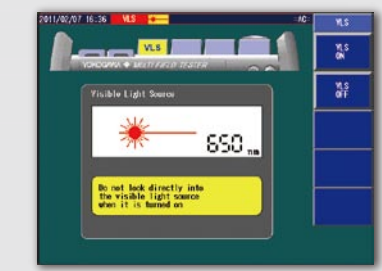 2011/02/07 16:36 VLS AC
VLS
VLS
ON
VLS
OFF
VLS
YOKOGAWA ◆ MULTI FIELD TESTER
Visible Light Source
650 nm
Do not look directly into
the visible light source
when it is turned on